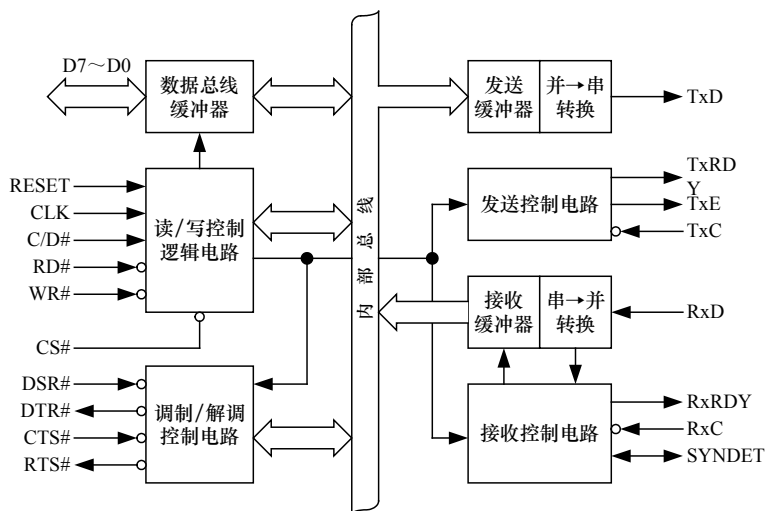 D7～D0
数据总线
缓冲器
RESET
CLK
C/D#
RD#
WR#
读/写控制
逻辑电路
CS#
DSR#
DTR#
CTS#
RTS#
调制/解调
控制电路
内部总线
发送
缓冲器
并→串
转换
TxD
发送控制电路
TxRD
Y
TxE
TxC
接收
缓冲器
串→并
转换
RxD
接收控制电路
RxRDY
RxC
SYNDET